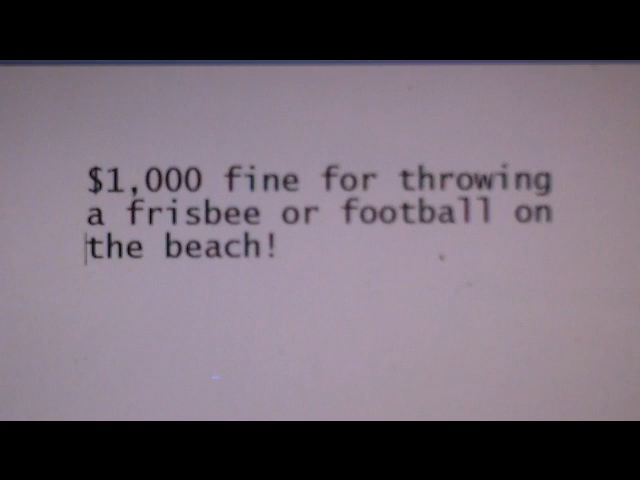 $1,000 fine for throwing
a frisbee or football on
the beach!